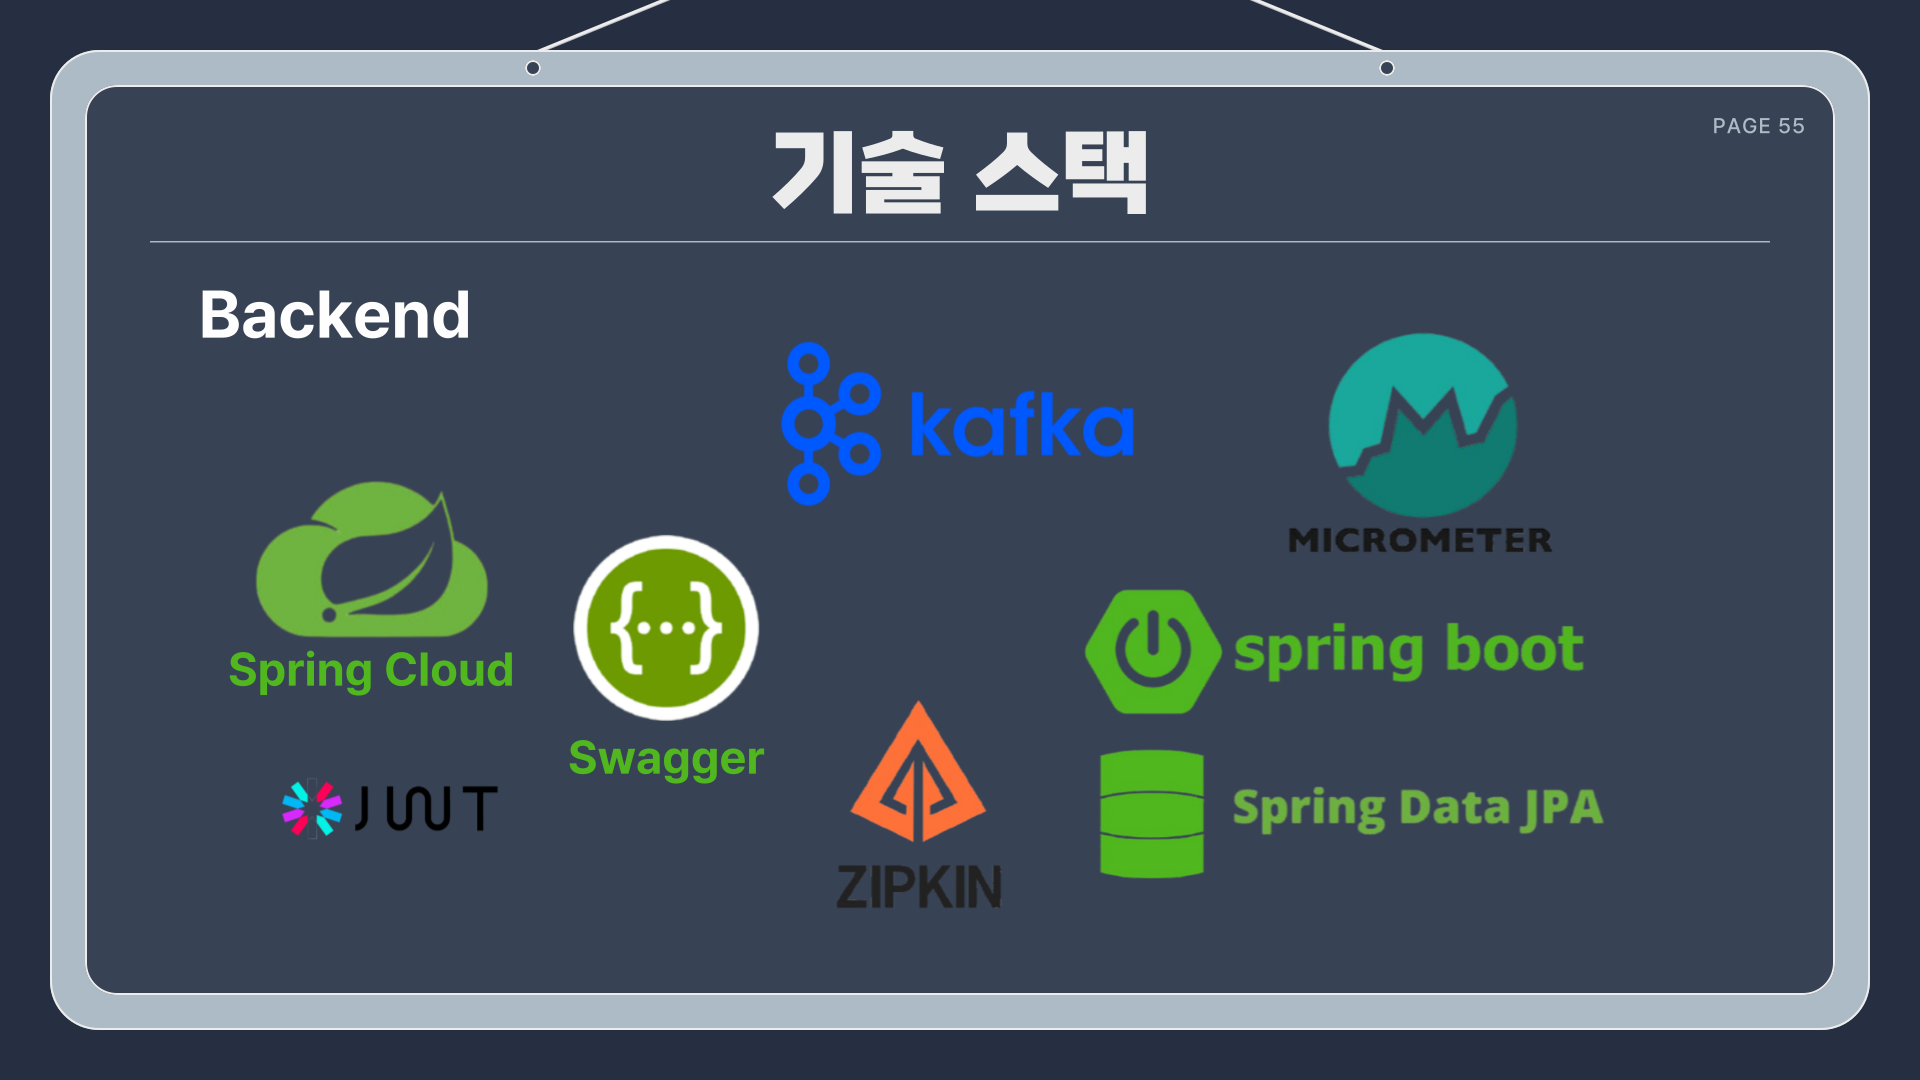 기술 스택
PAGE 55
Backend
kafka
MICROMETER
Spring Cloud
Swagger
spring boot
JWT
ZIPKIN
Spring Data JPA